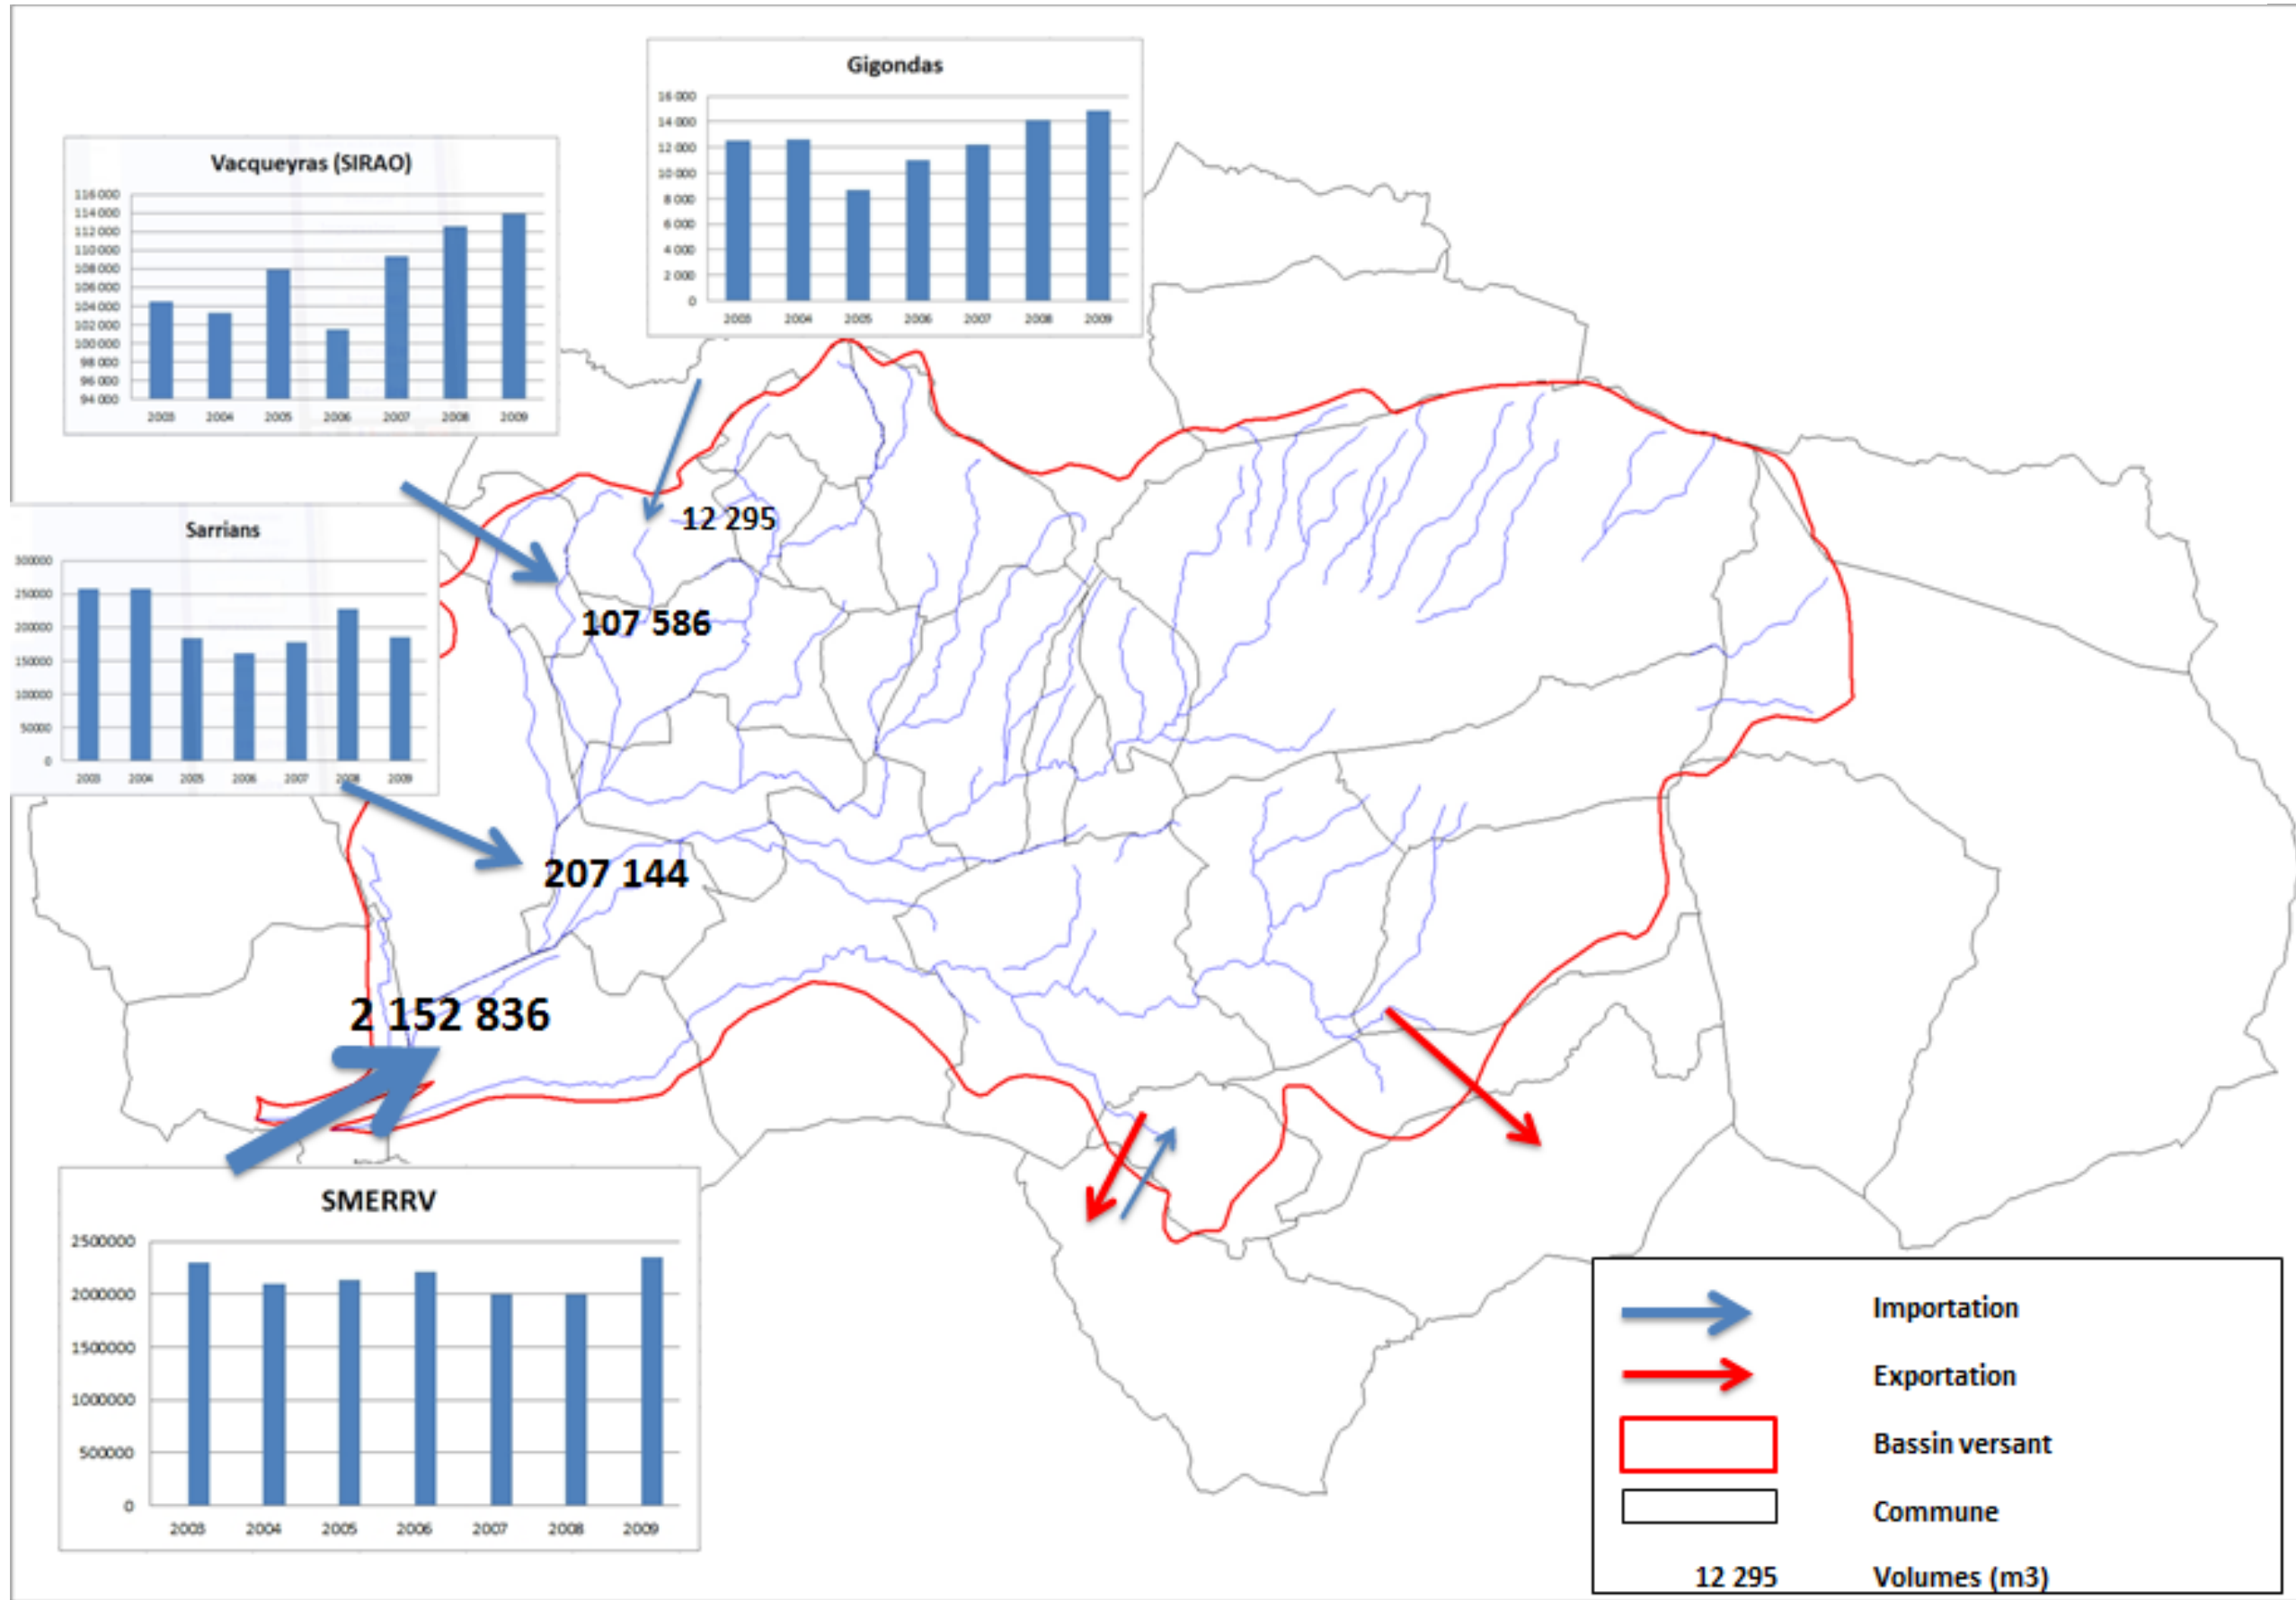 Gigondas
16 000
14 000
12 000
10 000
8 000
6 000
4 000
2 000
0
2003 2004 2005 2006 2007 2008 2009
Vacqueyras (SIRAO)
116 000
114 000
112 000
110 000
108 000
106 000
104 000
102 000
100 000
98 000
96 000
94 000
2003 2004 2005 2006 2007 2008 2009
12 295
Sarrians
300000
250000
200000
150000
100000
50000
0
2003 2004 2005 2006 2007 2008 2009
107 586
207 144
2 152 836
SMERRV
2500000
2000000
1500000
1000000
500000
0
2003 2004 2005 2006 2007 2008 2009
Importation
Exportation
Bassin versant
Commune
12 295 Volumes (m3)